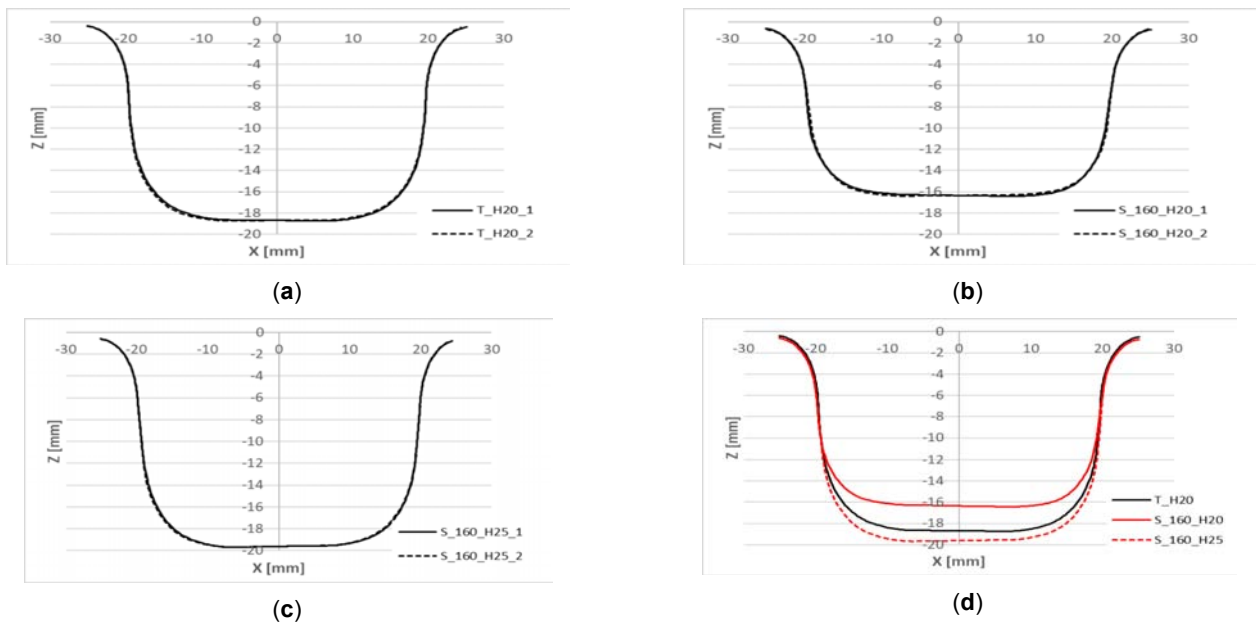 0
-30 -20 -10 0 10 20 30
-2
-4
-6
-8
-10
-12
-14
-16
-18
-20
Z [mm]
X [mm]
T_H20_1
T_H20_2
(a)
0
-30 -20 -10 0 10 20 30
-2
-4
-6
-8
-10
-12
-14
-16
-18
-20
Z [mm]
X [mm]
S_160_H20_1
S_160_H20_2
(b)
0
-30 -20 -10 0 10 20 30
-2
-4
-6
-8
-10
-12
-14
-16
-18
-20
Z [mm]
X [mm]
S_160_H25_1
S_160_H25_2
(c)
0
-30 -20 -10 0 10 20 30
-2
-4
-6
-8
-10
-12
-14
-16
-18
-20
Z [mm]
X [mm]
T_H20
S_160_H20
S_160_H25
(d)